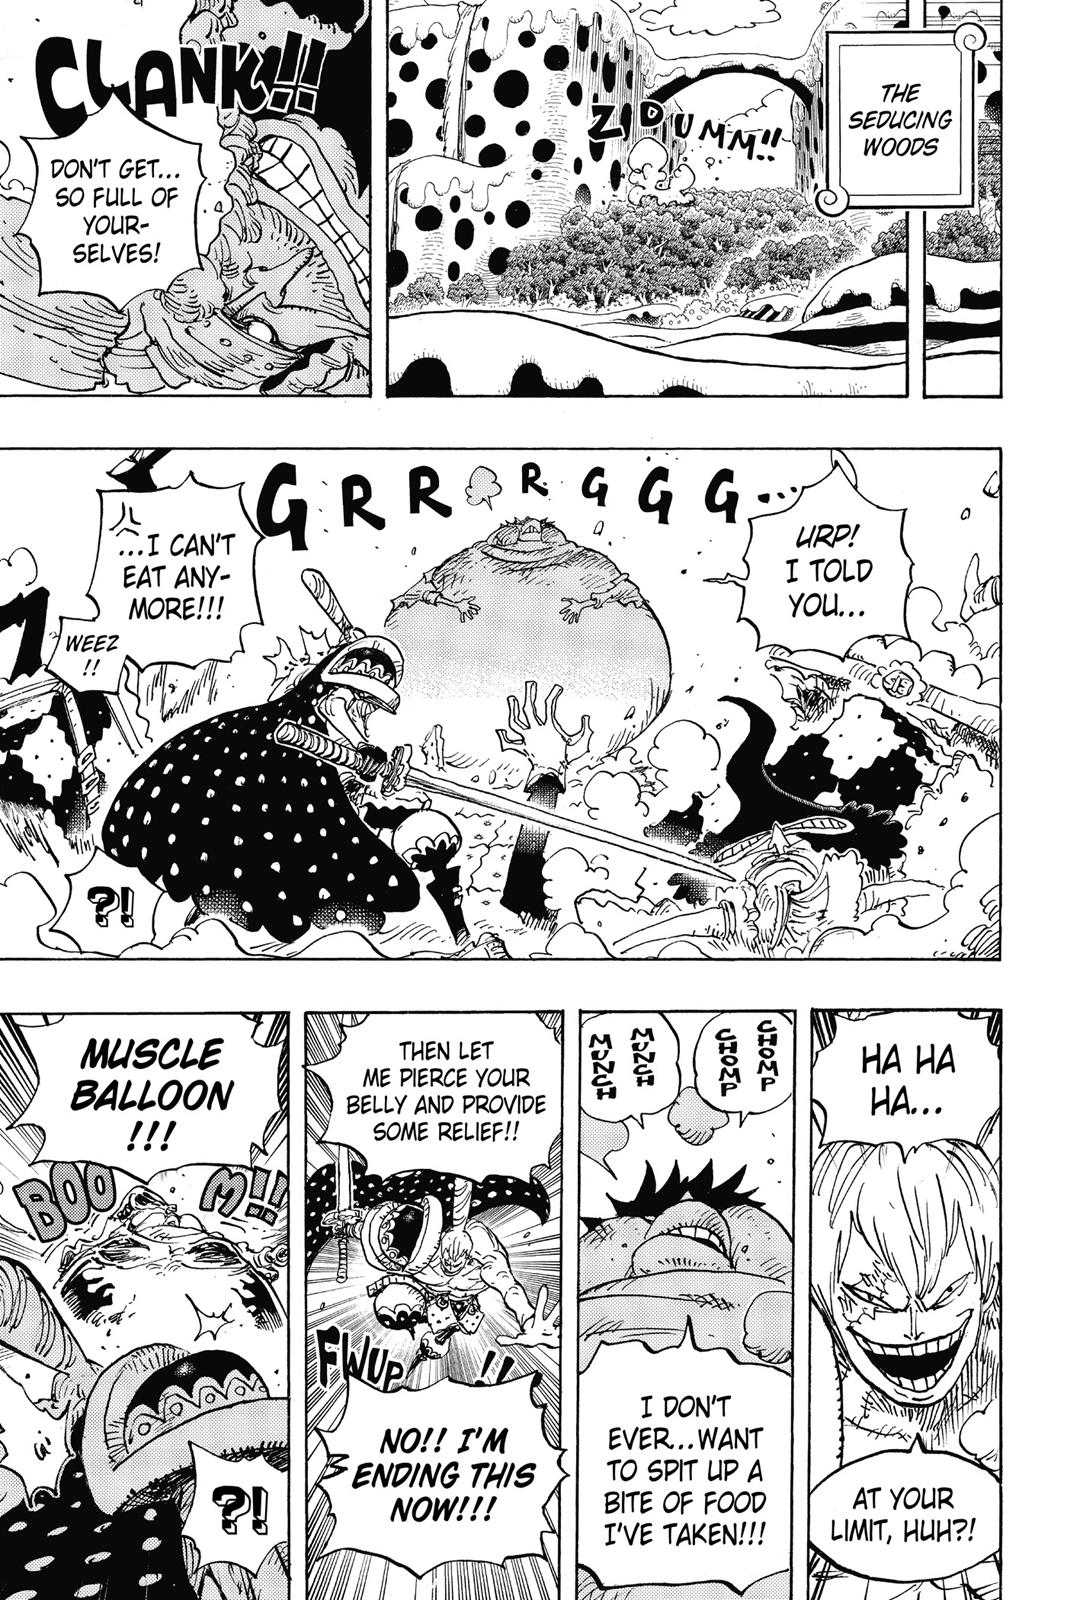 THE
SEDUCING
WOODS
ZIDUMM!!
CLANK!!
DON'T GET...
SO FULL OF
YOUR-
SELVES!
URP!
I TOLD
YOU...
GRRRGGG...
...I CAN'T
EAT ANY-
MORE!!!
WEEZ
!!
?!
HA HA
HA...
AT YOUR
LIMIT, HUH?!
CHOMP
CHOMP
MUNCH
MUNCH
I DON'T
EVER...WANT
TO SPIT UP A
BITE OF FOOD
I'VE TAKEN!!!
THEN LET
ME PIERCE YOUR
BELLY AND PROVIDE
SOME RELIEF!!
FWUP!!
NO!! I'M
ENDING THIS
NOW!!!
MUSCLE
BALLOON
!!!
BOOM!!
?!